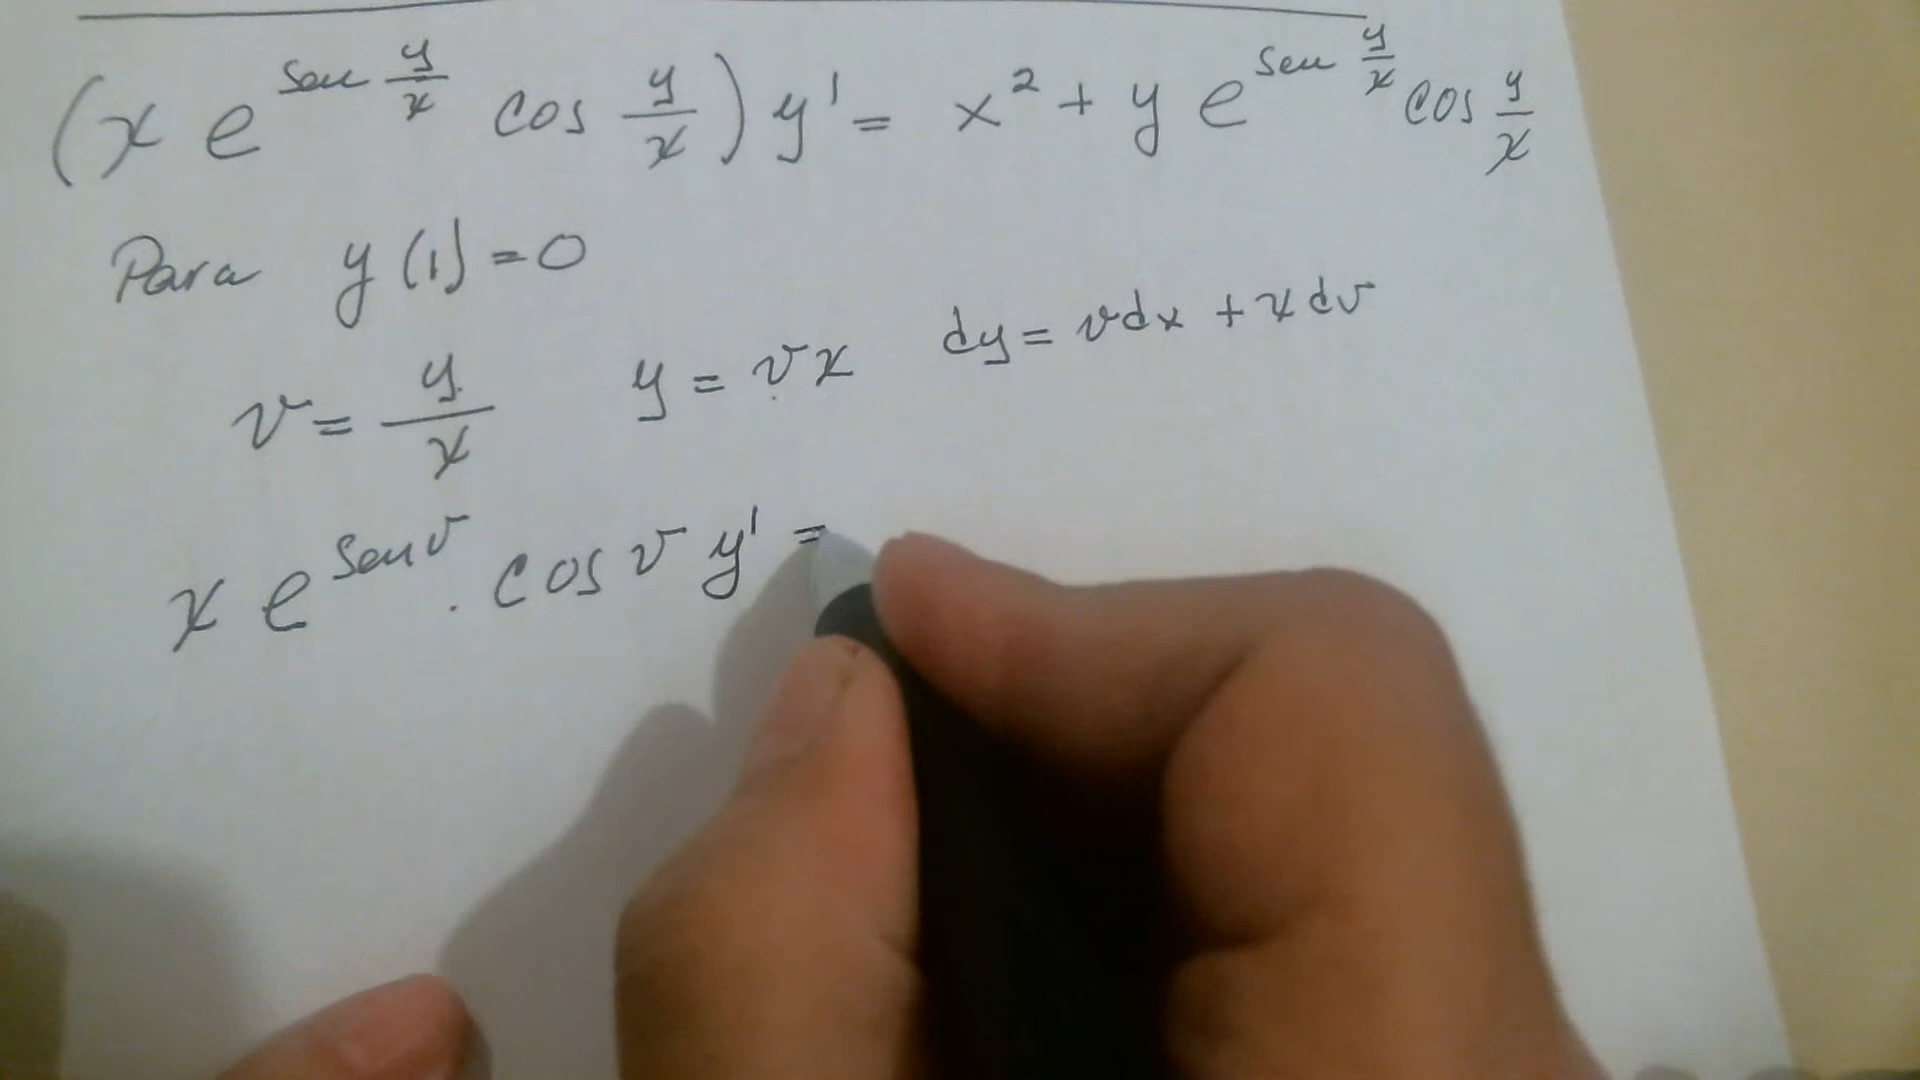 (x e^{sen y/x} cos y/x) y' = x² + y e^{sen y/x} cos y/x
Para y(1) = 0
v = y/x y = vx dy = vdx + xdv
x e^{sen v} . cos v y' =